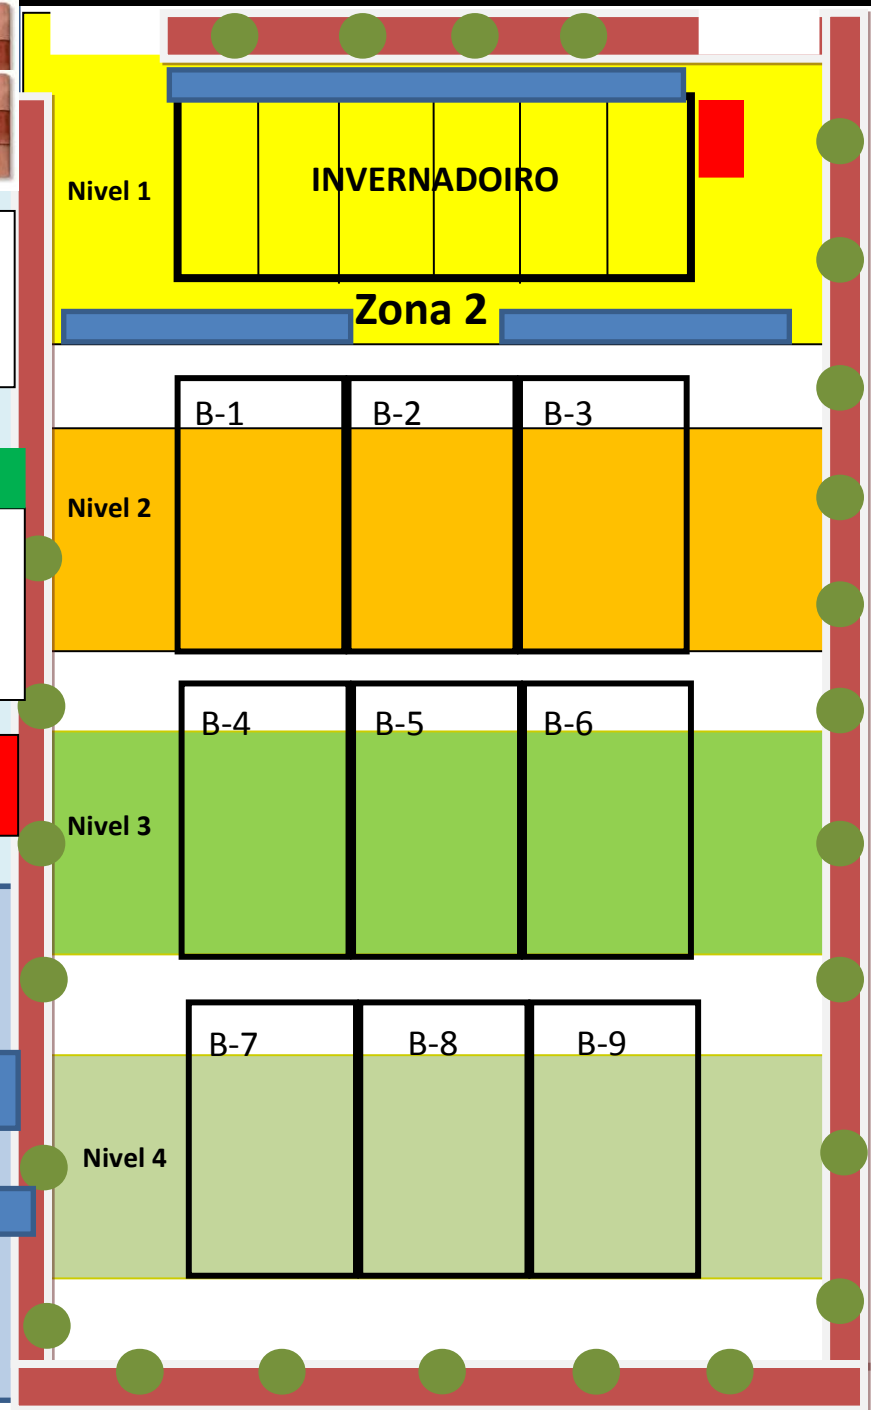 INVERNADOIRO
Nivel 1
Zona 2
B-1
B-2
B-3
Nivel 2
B-4
B-5
B-6
Nivel 3
B-7
B-8
B-9
Nivel 4